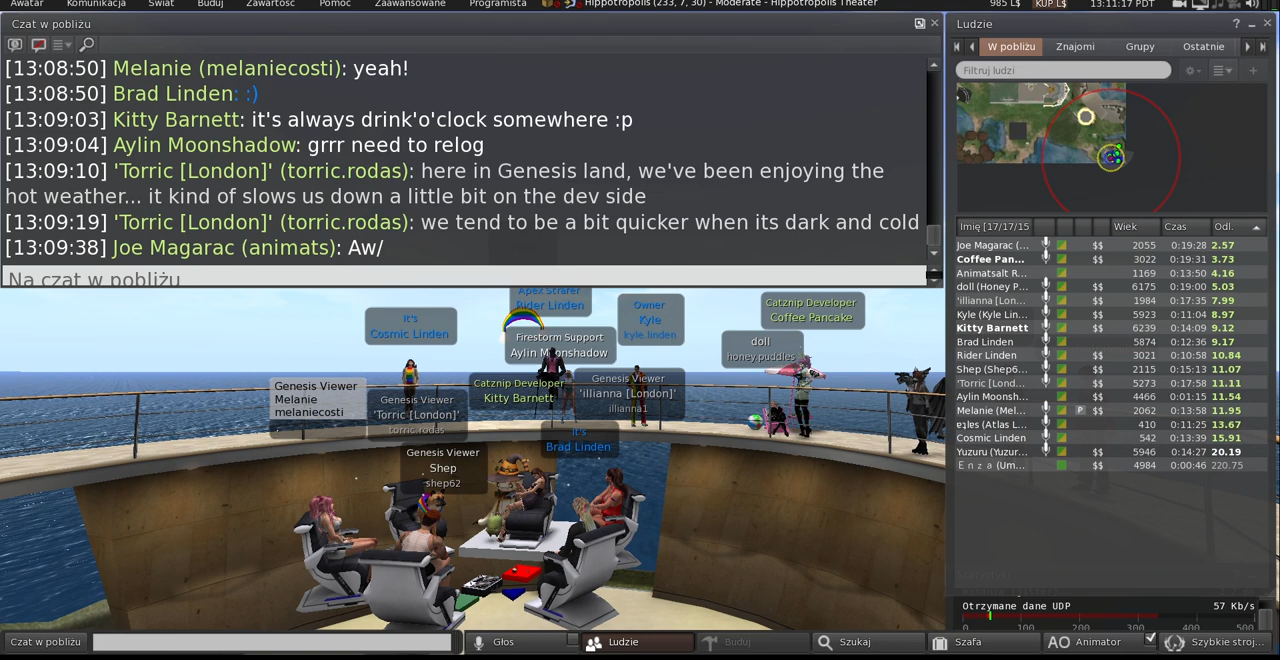 Awatar Komunikacja Świat Buduj Zawartość Pomoc Zaawansowane Programista Hippotropolis (233, 7, 30) - Moderate - Hippotropolis Theater 985 L$ KUP L$ 13:11:17 PDT
Czat w pobliżu
[13:08:50] Melanie (melaniecosti): yeah!
[13:08:50] Brad Linden: :)
[13:09:03] Kitty Barnett: it's always drink'o'clock somewhere :p
[13:09:04] Aylin Moonshadow: grrr need to relog
[13:09:10] 'Torric [London]' (torric.rodas): here in Genesis land, we've been enjoying the
hot weather... it kind of slows us down a little bit on the dev side
[13:09:19] 'Torric [London]' (torric.rodas): we tend to be a bit quicker when its dark and cold
[13:09:38] Joe Magarac (animats): Aw/
Na czat w pobliżu
Apex Strafer
Rider Linden
It's
Cosmic Linden
Owner
Kyle
kyle.linden
Catznip Developer
Coffee Pancake
Firestorm Support
Aylin Moonshadow
doll
honey.puddles
Genesis Viewer
Melanie
melaniecosti
Genesis Viewer
'Torric [London]'
torric.rodas
Catznip Developer
Kitty Barnett
Genesis Viewer
'illianna [London]'
illianna1
It's
Brad Linden
Genesis Viewer
Shep
shep62
Ludzie
? _ ×
W pobliżu Znajomi Grupy Ostatnie
Filtruj ludzi
Imię [17/17/15 Wiek Czas Odl.
Joe Magarac (... $$ 2055 0:19:28 2.57
Coffee Pan... $$ 3022 0:19:31 3.73
Animatsalt R... 1169 0:13:50 4.16
doll (Honey P... $$ 6175 0:19:00 5.03
'illianna [Lon... $$ 1984 0:17:35 7.99
Kyle (Kyle Lin... $$ 5923 0:11:04 8.97
Kitty Barnett $$ 6239 0:14:09 9.12
Brad Linden 5874 0:12:36 9.17
Rider Linden $$ 3021 0:10:58 10.84
Shep (Shep6... $$ 2115 0:15:13 11.07
'Torric [Lond... $$ 5273 0:17:58 11.11
Aylin Moonsh... $$ 4466 0:01:15 11.54
Melanie (Mel... P $$ 2062 0:13:58 11.95
(Atlas L... 410 0:11:25 13.67
Cosmic Linden 542 0:13:39 15.91
Yuzuru (Yuzu... $$ 5946 0:14:27 20.19
E n z a (Um... $$ 4984 0:00:46 220.75
Otrzymane dane UDP 57 Kb/s
0 100 200 300 400 500
Czat w pobliżu Głos Ludzie Buduj Szukaj Szafa AO Animator Szybkie stroj...